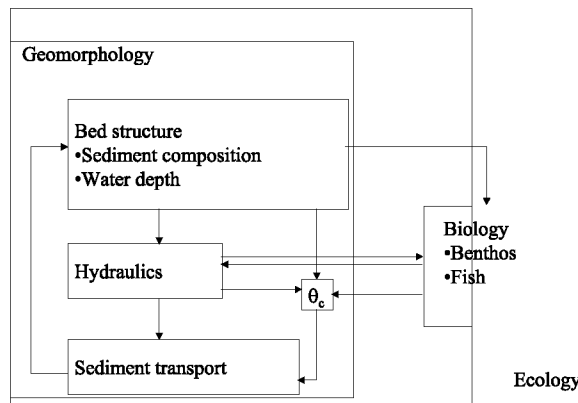 Geomorphology
Bed structure
•Sediment composition
•Water depth
Biology
•Benthos
•Fish
Hydraulics
θc
Sediment transport
Ecology